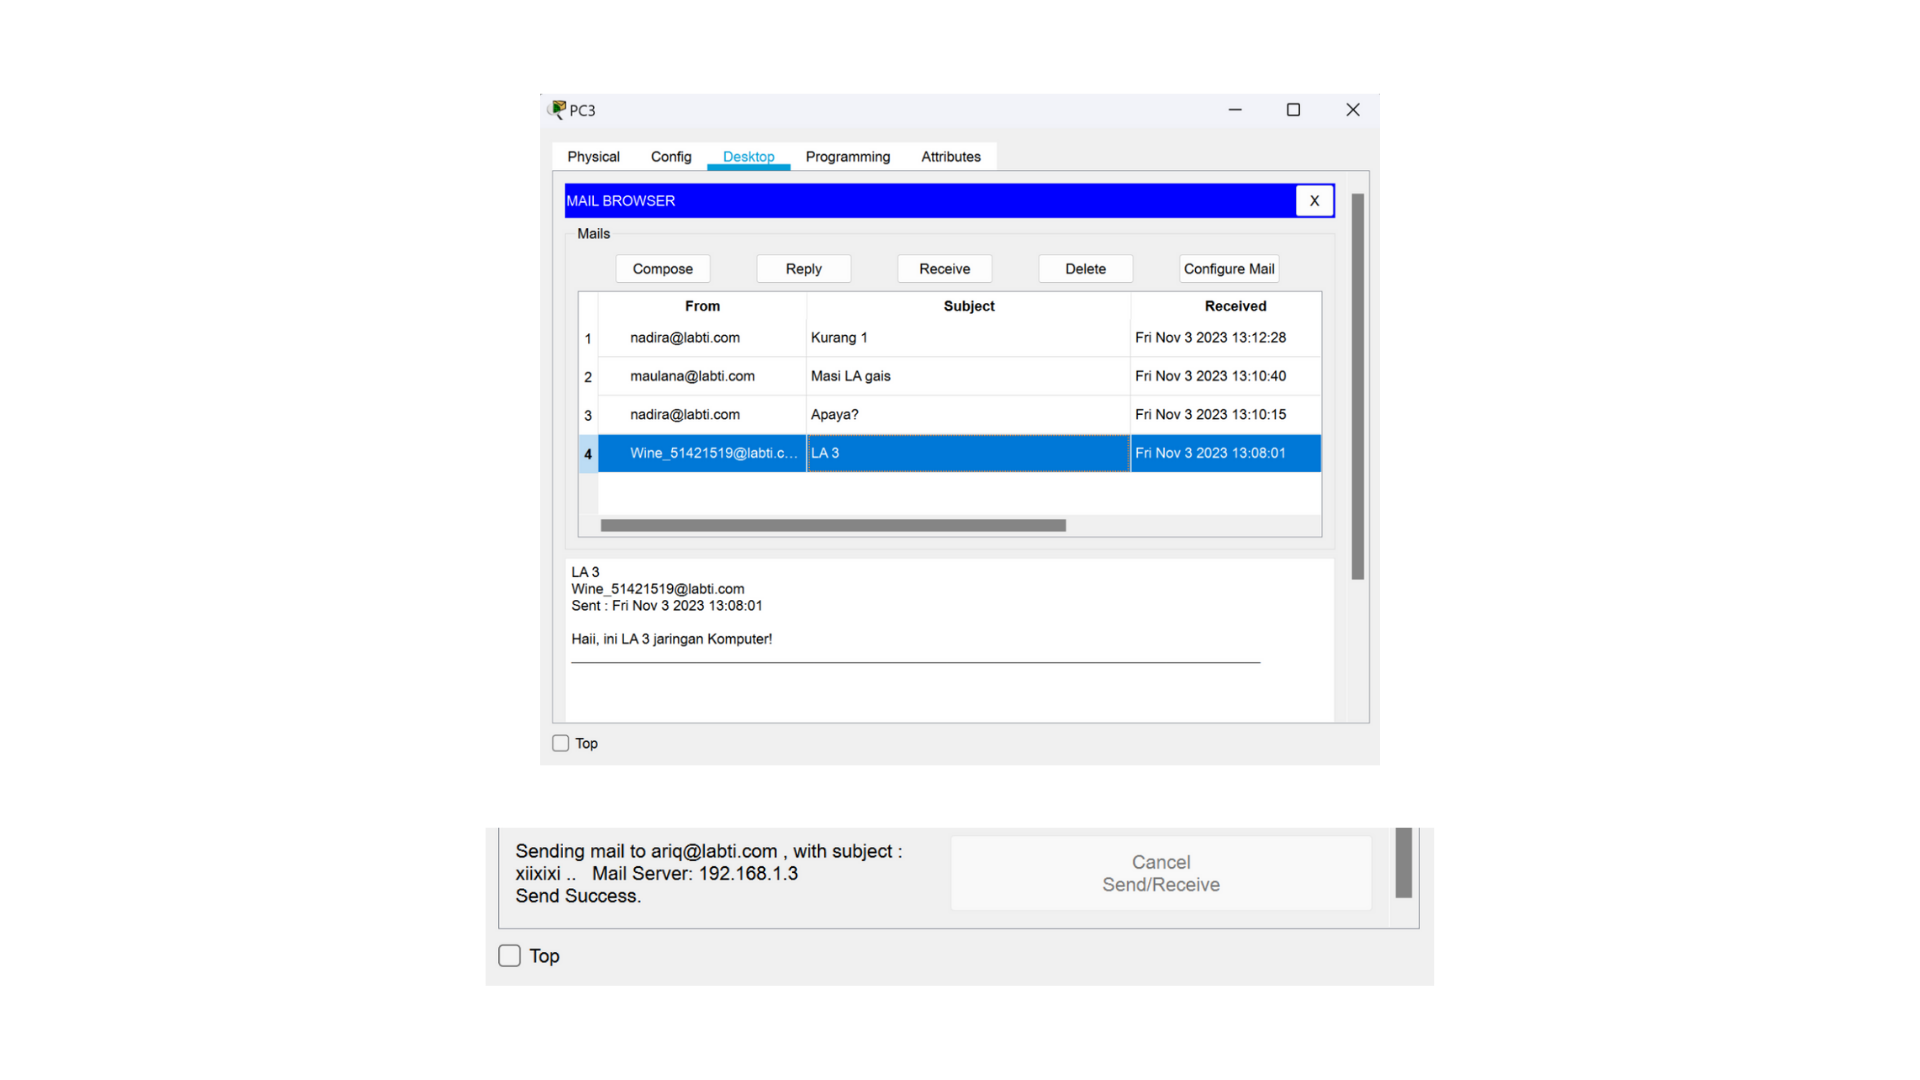 PC3
Physical Config Desktop Programming Attributes
MAIL BROWSER X
Mails
Compose Reply Receive Delete Configure Mail
From Subject Received
1 nadira@labti.com Kurang 1 Fri Nov 3 2023 13:12:28
2 maulana@labti.com Masi LA gais Fri Nov 3 2023 13:10:40
3 nadira@labti.com Apaya? Fri Nov 3 2023 13:10:15
4 Wine_51421519@labti.c... LA 3 Fri Nov 3 2023 13:08:01
LA 3
Wine_51421519@labti.com
Sent : Fri Nov 3 2023 13:08:01
Haii, ini LA 3 jaringan Komputer!
Top
Sending mail to ariq@labti.com , with subject :
xiixixi .. Mail Server: 192.168.1.3
Send Success.
Cancel
Send/Receive
Top